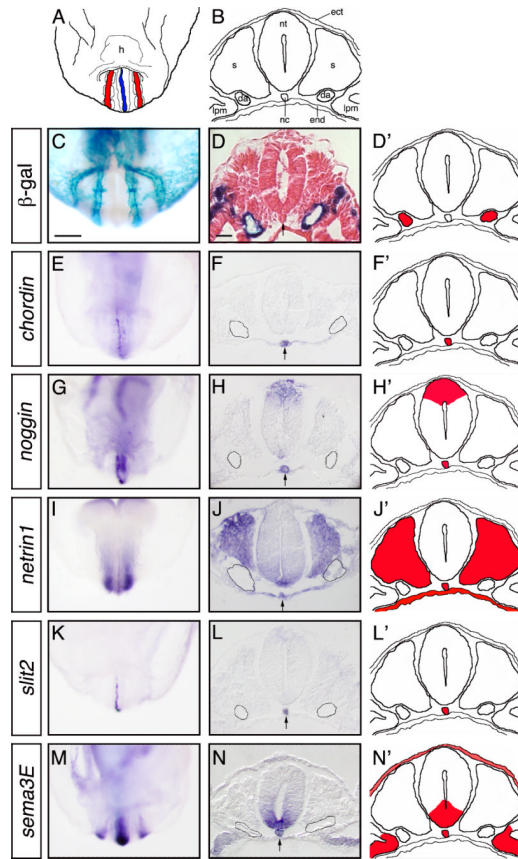 A
h
B
nt
ect
s
s
da
da
lpm
lpm
nc
end
β-gal
C
D
D'
chordin
E
F
F'
noggin
G
H
H'
netrin1
I
J
J'
slit2
K
L
L'
sema3E
M
N
N'